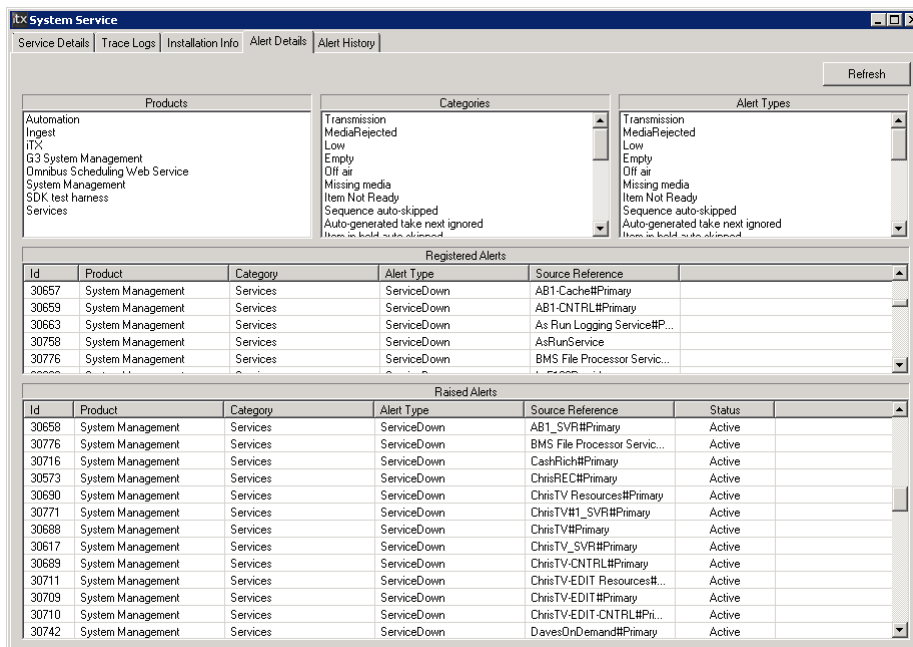 itx System Service
Service Details Trace Logs Installation Info Alert Details Alert History
Refresh
Products
Automation
Ingest
iTX
G3 System Management
Omnibus Scheduling Web Service
System Management
SDK test harness
Services
Categories
Transmission
MediaRejected
Low
Empty
Off air
Missing media
Item Not Ready
Sequence auto-skipped
Auto-generated take next ignored
Item in hold auto-skipped
Alert Types
Transmission
MediaRejected
Low
Empty
Off air
Missing media
Item Not Ready
Sequence auto-skipped
Auto-generated take next ignored
Item in hold auto-skipped
Registered Alerts
Id Product Category Alert Type Source Reference
30657 System Management Services ServiceDown AB1-Cache#Primary
30659 System Management Services ServiceDown AB1-CNTRL#Primary
30663 System Management Services ServiceDown As Run Logging Service#P...
30758 System Management Services ServiceDown AsRunService
30776 System Management Services ServiceDown BMS File Processor Servic...
Raised Alerts
Id Product Category Alert Type Source Reference Status
30658 System Management Services ServiceDown AB1_SVR#Primary Active
30776 System Management Services ServiceDown BMS File Processor Servic... Active
30716 System Management Services ServiceDown CashRich#Primary Active
30573 System Management Services ServiceDown ChrisREC#Primary Active
30690 System Management Services ServiceDown ChrisTV Resources#Primary Active
30771 System Management Services ServiceDown ChrisTV#1_SVR#Primary Active
30688 System Management Services ServiceDown ChrisTV#Primary Active
30617 System Management Services ServiceDown ChrisTV_SVR#Primary Active
30689 System Management Services ServiceDown ChrisTV-CNTRL#Primary Active
30711 System Management Services ServiceDown ChrisTV-EDIT Resources#... Active
30709 System Management Services ServiceDown ChrisTV-EDIT#Primary Active
30710 System Management Services ServiceDown ChrisTV-EDIT-CNTRL#Pri... Active
30742 System Management Services ServiceDown DavesOnDemand#Primary Active